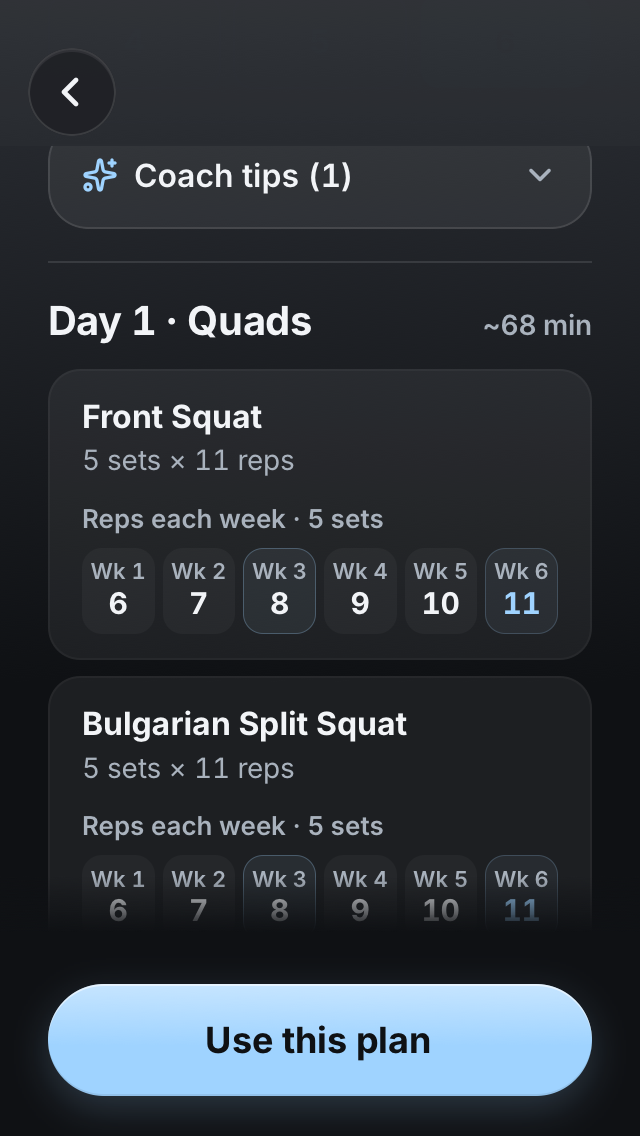 Coach tips (1)
Day 1 · Quads
~68 min
Front Squat
5 sets × 11 reps
Reps each week · 5 sets
Wk 1 Wk 2 Wk 3 Wk 4 Wk 5 Wk 6
6 7 8 9 10 11
Bulgarian Split Squat
5 sets × 11 reps
Reps each week · 5 sets
Wk 1 Wk 2 Wk 3 Wk 4 Wk 5 Wk 6
6 7 8 9 10 11
Use this plan